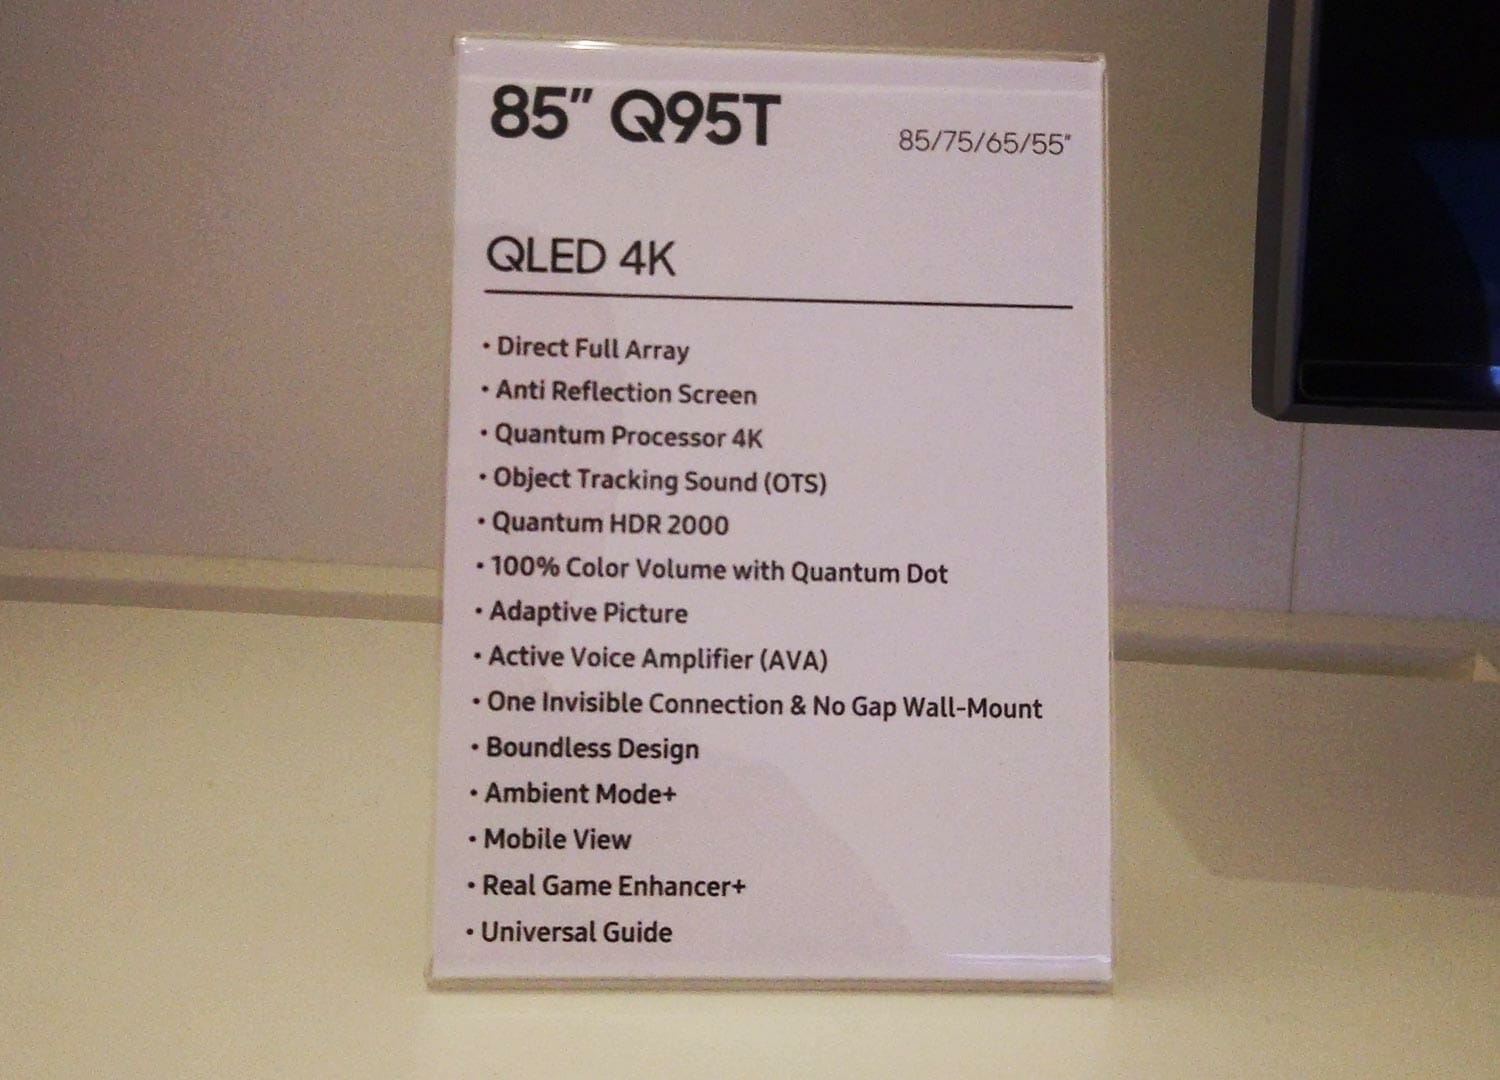 85" Q95T
85/75/65/55"
QLED 4K
• Direct Full Array
• Anti Reflection Screen
• Quantum Processor 4K
• Object Tracking Sound (OTS)
• Quantum HDR 2000
• 100% Color Volume with Quantum Dot
• Adaptive Picture
• Active Voice Amplifier (AVA)
• One Invisible Connection & No Gap Wall-Mount
• Boundless Design
• Ambient Mode+
• Mobile View
• Real Game Enhancer+
• Universal Guide